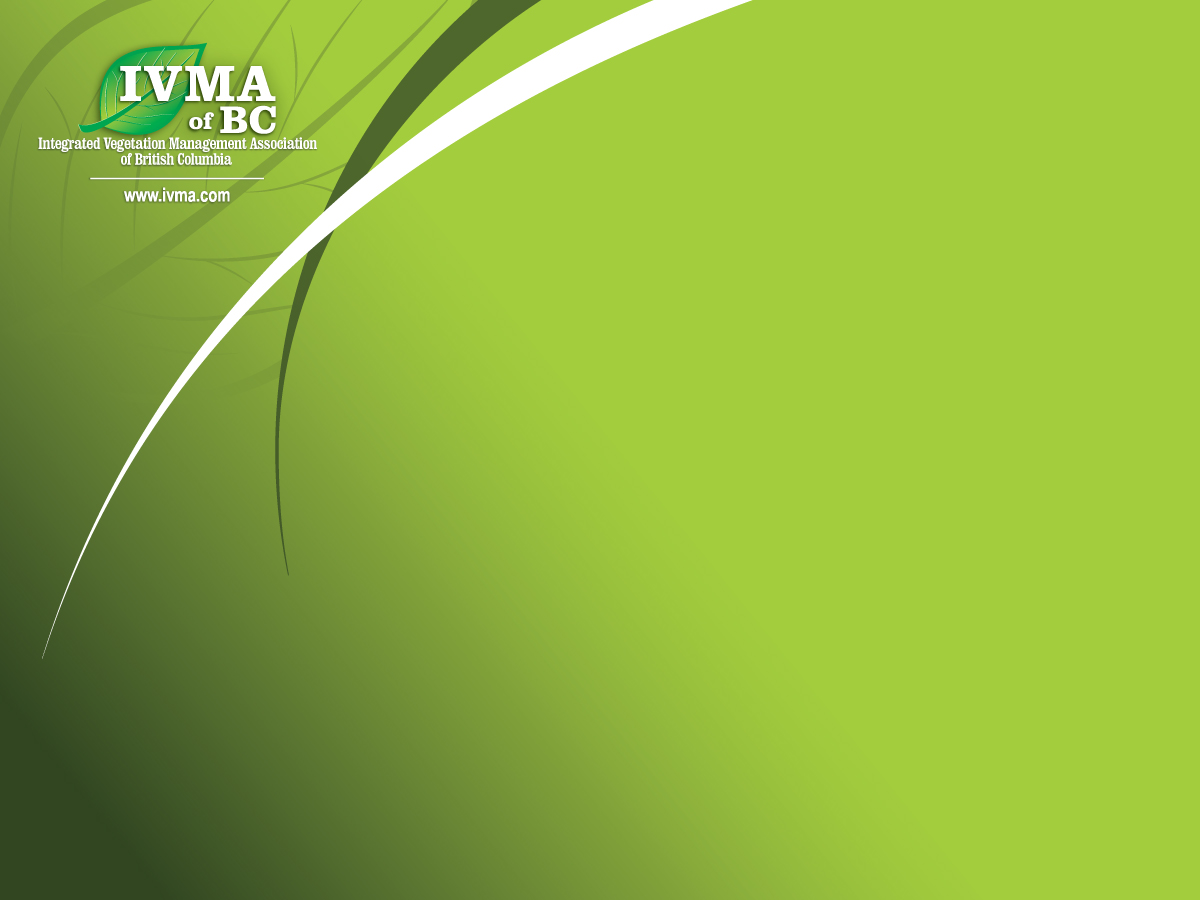 IVMA
of BC
Integrated Vegetation Management Association
of British Columbia
www.ivma.com